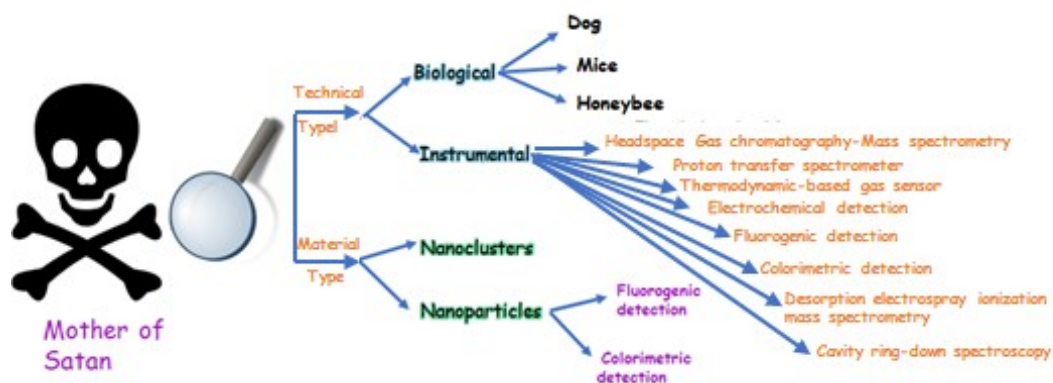 Dog
Biological
Mice
Technical
Typel
Honeybee
Headspace Gas chromatography-Mass spectrometry
Instrumental
Proton transfer spectrometer
Thermodynamic-based gas sensor
Electrochemical detection
Fluorogenic detection
Material
Type
Nanoclusters
Colorimetric detection
Fluorogenic
detection
Desorption electrospray ionization
mass spectrometry
Nanoparticles
Mother of
Satan
Cavity ring-down spectroscopy
Colorimetric
detection